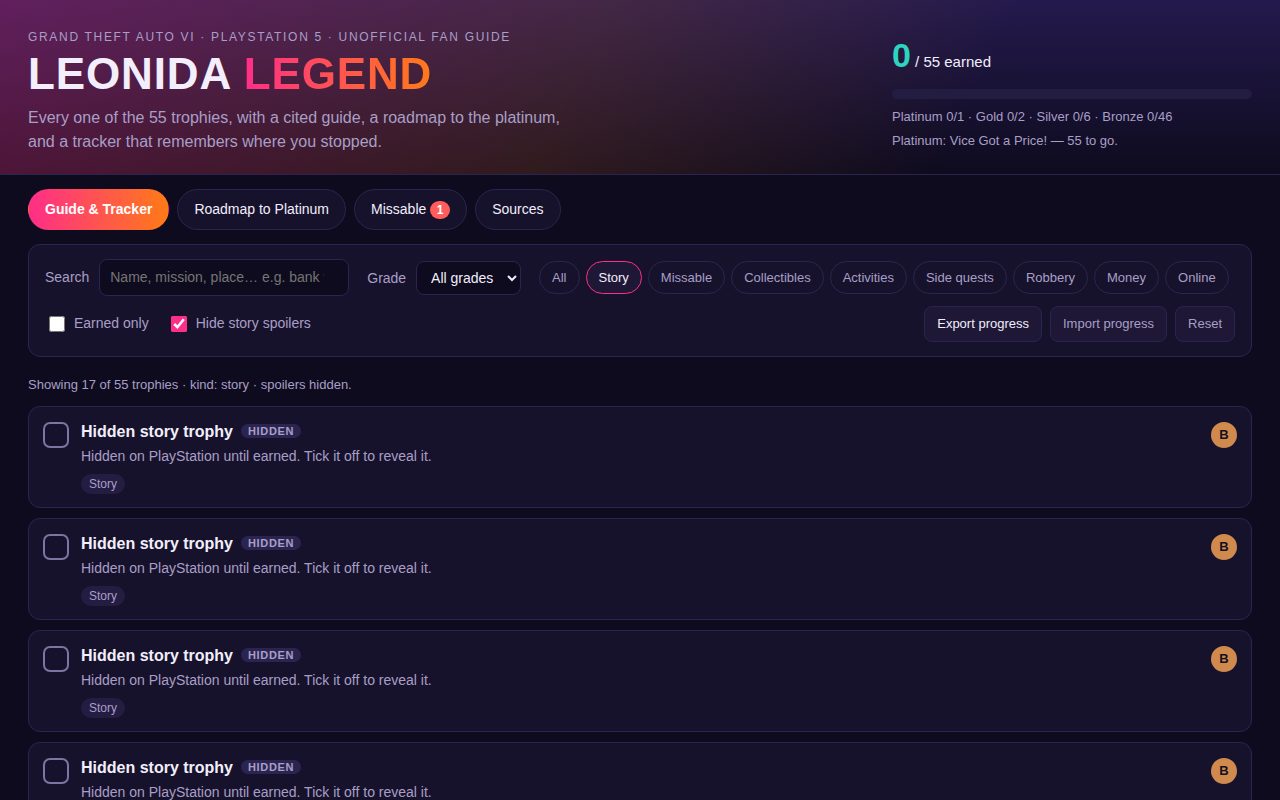 GRAND THEFT AUTO VI · PLAYSTATION 5 · UNOFFICIAL FAN GUIDE
LEONIDA LEGEND
Every one of the 55 trophies, with a cited guide, a roadmap to the platinum,
and a tracker that remembers where you stopped.
0 / 55 earned
Platinum 0/1 · Gold 0/2 · Silver 0/6 · Bronze 0/46
Platinum: Vice Got a Price! — 55 to go.
Guide & Tracker Roadmap to Platinum Missable 1 Sources
Search Name, mission, place… e.g. bank Grade All grades All Story Missable Collectibles Activities Side quests Robbery Money Online
Earned only Hide story spoilers Export progress Import progress Reset
Showing 17 of 55 trophies · kind: story · spoilers hidden.
Hidden story trophy HIDDEN B
Hidden on PlayStation until earned. Tick it off to reveal it.
Story
Hidden story trophy HIDDEN B
Hidden on PlayStation until earned. Tick it off to reveal it.
Story
Hidden story trophy HIDDEN B
Hidden on PlayStation until earned. Tick it off to reveal it.
Story
Hidden story trophy HIDDEN B
Hidden on PlayStation until earned. Tick it off to reveal it.